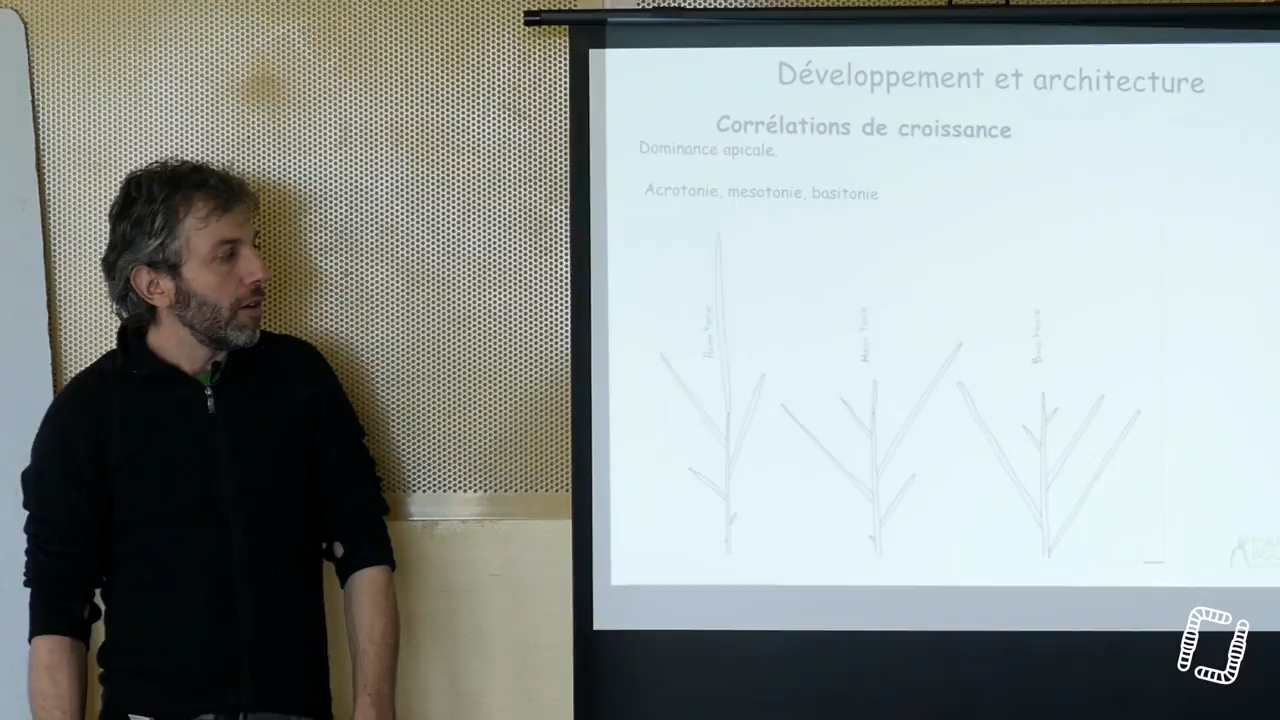 Développement et architecture
Corrélations de croissance
Dominance apicale.
Acrotonie, mesotonie, basitonie